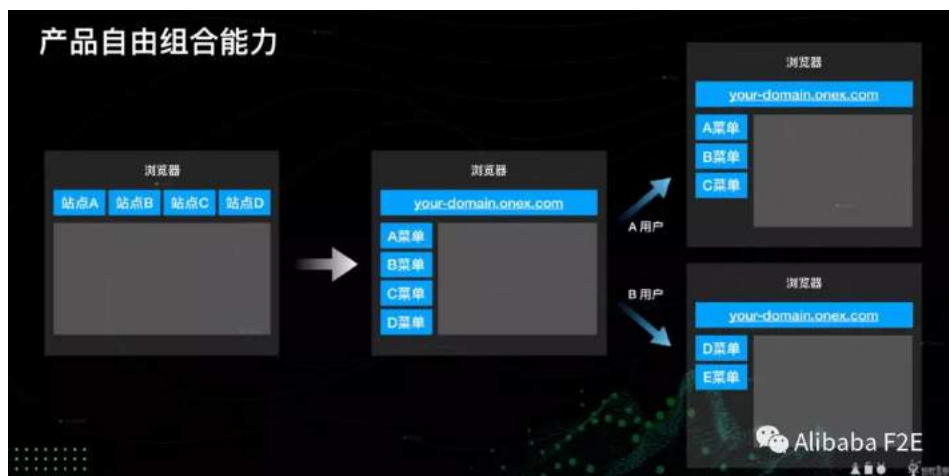 产品自由组合能力
浏览器
站点A 站点B 站点C 站点D
浏览器
your-domain.onex.com
A菜单
B菜单
C菜单
D菜单
A 用户
B 用户
浏览器
your-domain.onex.com
A菜单
B菜单
C菜单
浏览器
your-domain.onex.com
D菜单
E菜单
Alibaba F2E